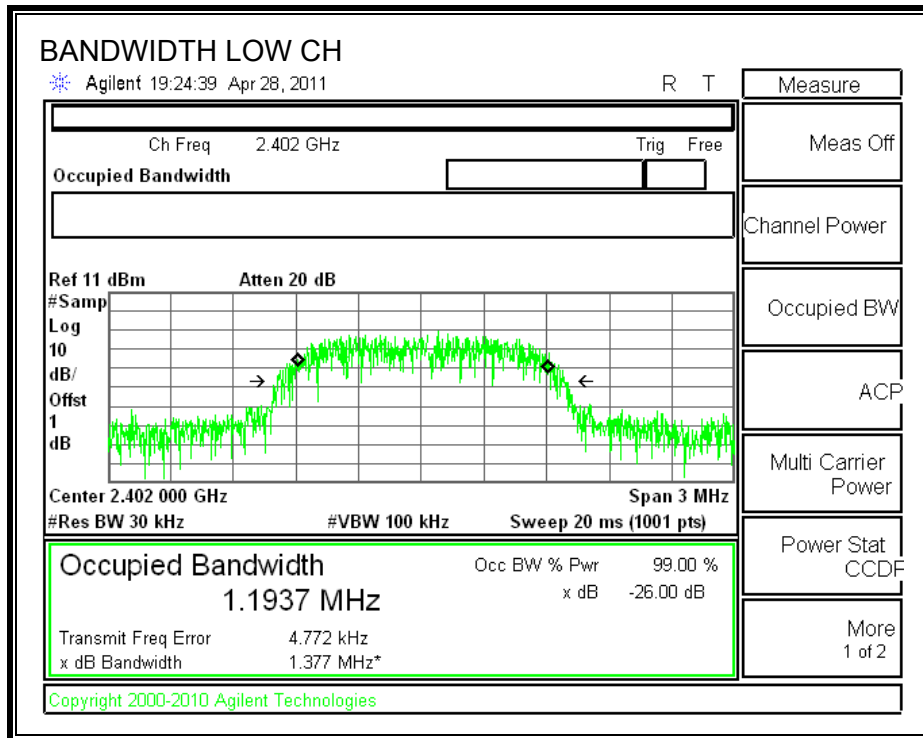 BANDWIDTH LOW CH
Agilent 19:24:39 Apr 28, 2011 R T
Measure
Ch Freq 2.402 GHz Trig Free
Occupied Bandwidth
Meas Off
Channel Power
Occupied BW
ACP
Multi Carrier
Power
Power Stat
CCDF
More
1 of 2
Ref 11 dBm Atten 20 dB
#Samp
Log
10
dB/
Offst
1
dB
Center 2.402 000 GHz Span 3 MHz
#Res BW 30 kHz #VBW 100 kHz Sweep 20 ms (1001 pts)
Occupied Bandwidth
1.1937 MHz
Occ BW % Pwr 99.00 %
x dB -26.00 dB
Transmit Freq Error 4.772 kHz
x dB Bandwidth 1.377 MHz*
Copyright 2000-2010 Agilent Technologies